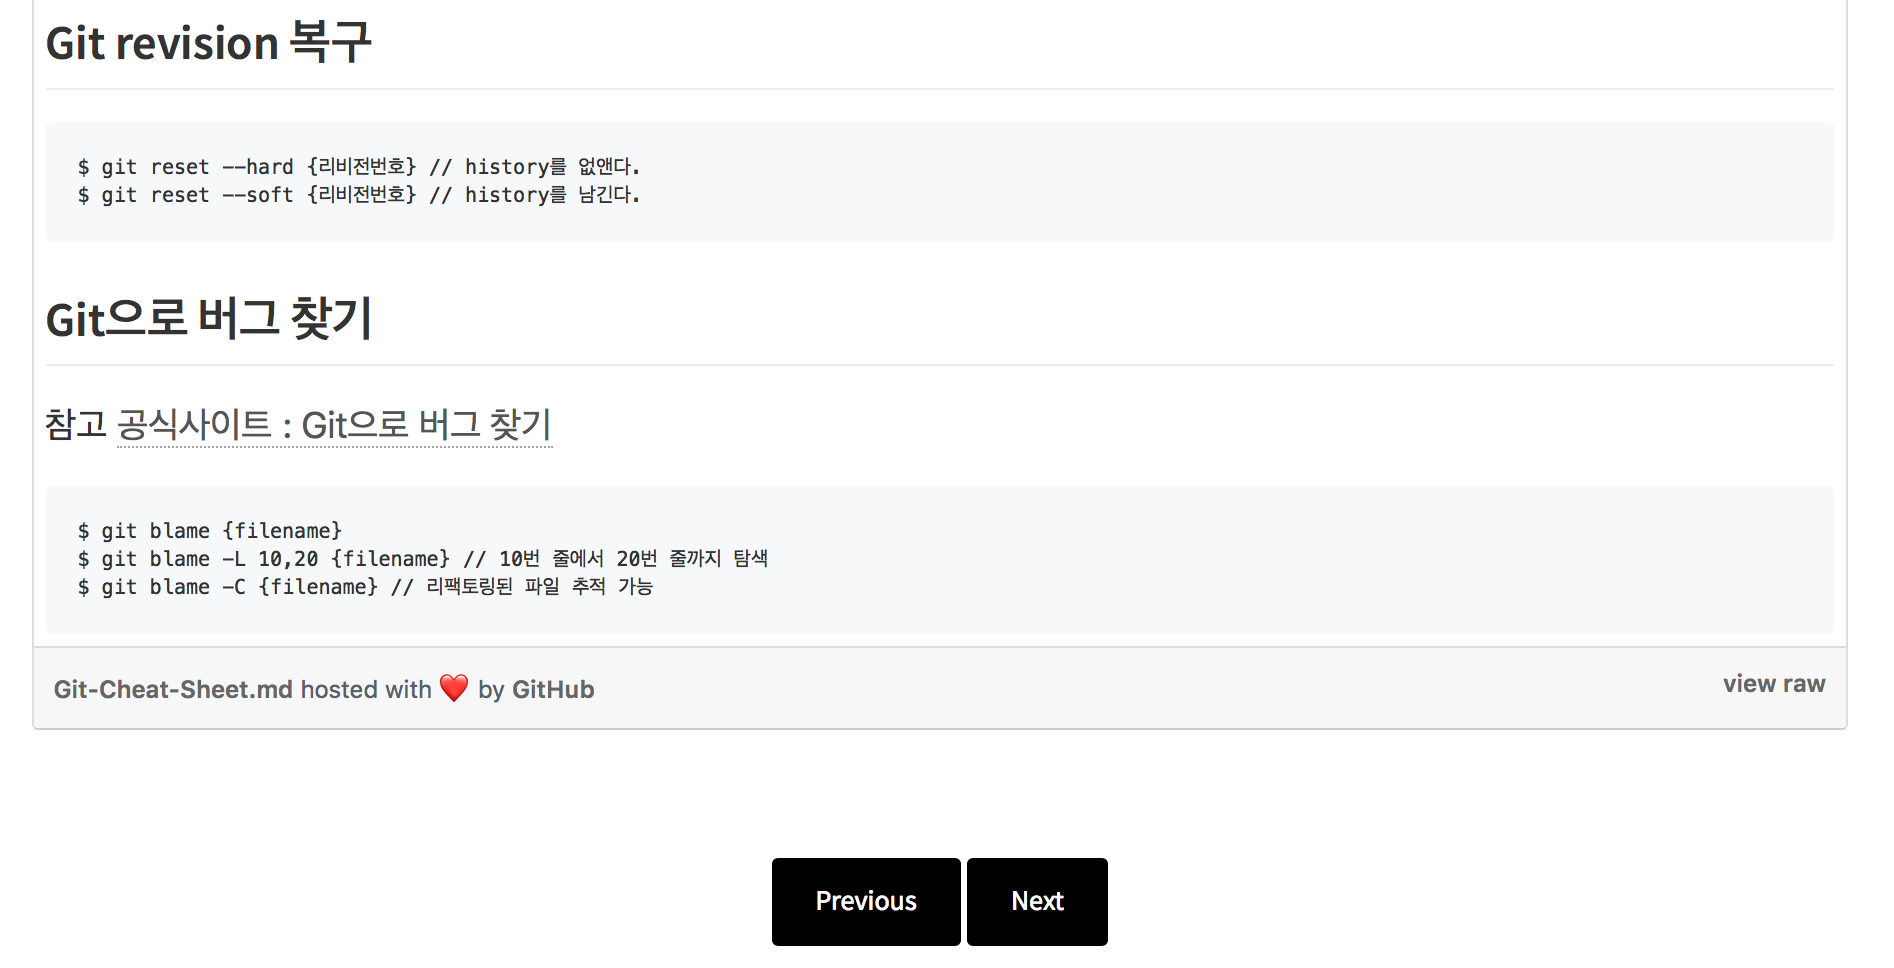 Git revision 복구
$ git reset --hard {리비전번호} // history를 없앤다.
$ git reset --soft {리비전번호} // history를 남긴다.
Git으로 버그 찾기
참고 공식사이트 : Git으로 버그 찾기
$ git blame {filename}
$ git blame -L 10,20 {filename} // 10번 줄에서 20번 줄까지 탐색
$ git blame -C {filename} // 리팩토링된 파일 추적 가능
Git-Cheat-Sheet.md hosted with ❤️ by GitHub
view raw
Previous
Next